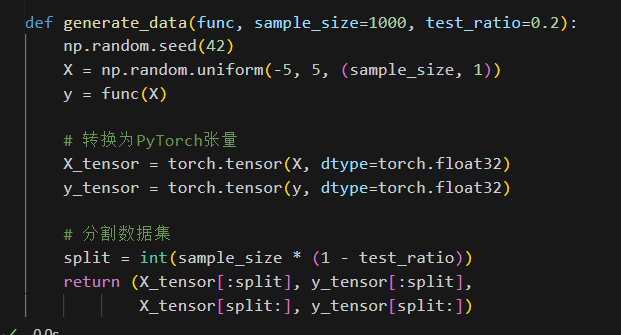 def generate_data(func, sample_size=1000, test_ratio=0.2):
    np.random.seed(42)
    X = np.random.uniform(-5, 5, (sample_size, 1))
    y = func(X)

    # 转换为PyTorch张量
    X_tensor = torch.tensor(X, dtype=torch.float32)
    y_tensor = torch.tensor(y, dtype=torch.float32)

    # 分割数据集
    split = int(sample_size * (1 - test_ratio))
    return (X_tensor[:split], y_tensor[:split],
            X_tensor[split:], y_tensor[split:])
0.0s